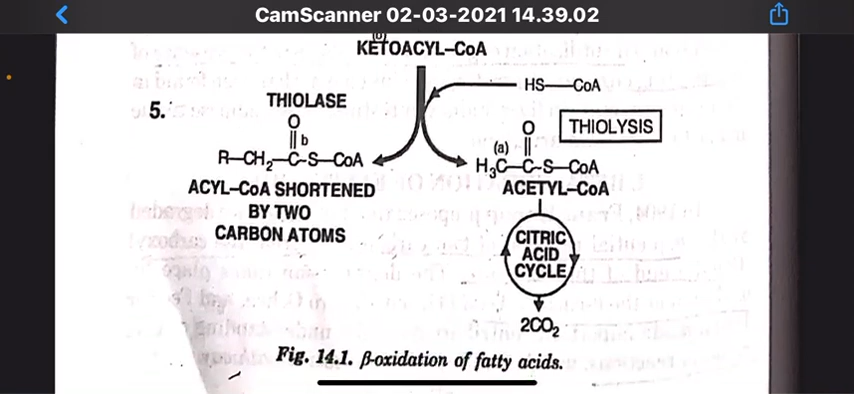 CamScanner 02-03-2021 14.39.02
KETOACYL–CoA
HS—CoA
5.
THIOLASE
O
THIOLYSIS
b
R–CH2–C–S–CoA
O
(a)
H3C–C–S–CoA
ACYL–CoA SHORTENED
BY TWO
CARBON ATOMS
ACETYL–CoA
CITRIC
ACID
CYCLE
2CO2
Fig. 14.1. β-oxidation of fatty acids.